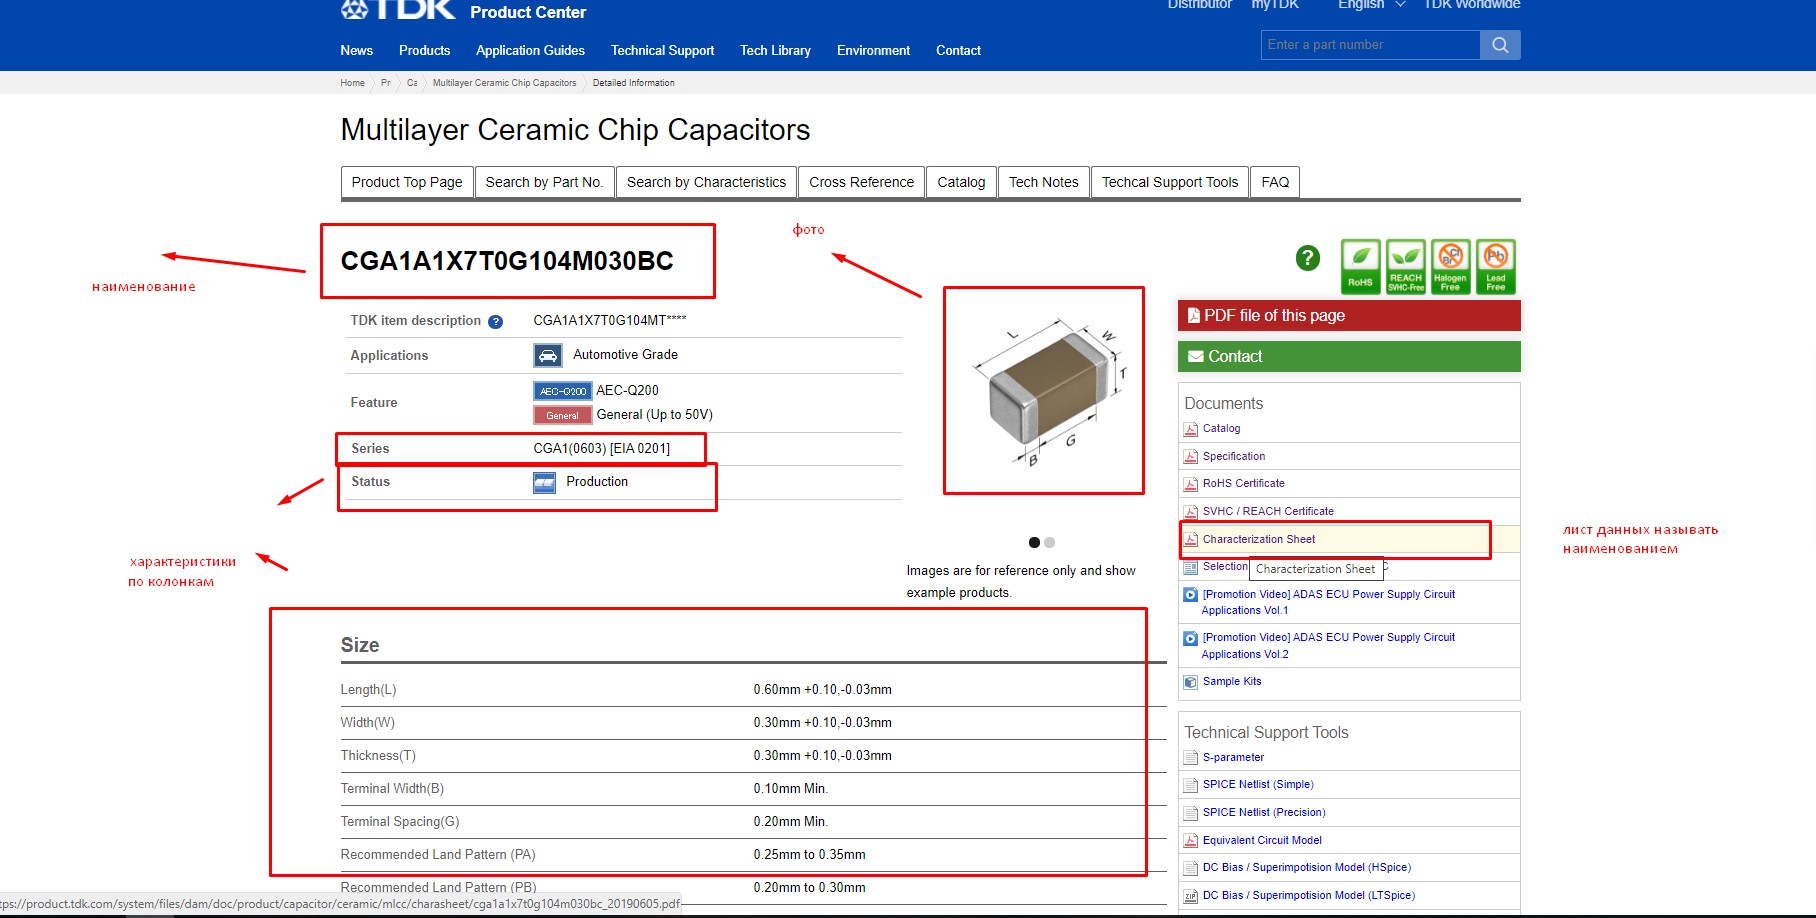 TDK Product Center
Distributor myTDK English TDK Worldwide
News Products Application Guides Technical Support Tech Library Environment Contact
Enter a part number
Home Pr Ca Multilayer Ceramic Chip Capacitors Detailed Information
Multilayer Ceramic Chip Capacitors
Product Top Page Search by Part No. Search by Characteristics Cross Reference Catalog Tech Notes Techcal Support Tools FAQ
наименование
CGA1A1X7T0G104M030BC
TDK item description ? CGA1A1X7T0G104MT****
Applications Automotive Grade
Feature AEC-Q200 AEC-Q200
General General (Up to 50V)
Series CGA1(0603) [EIA 0201]
Status Production
характеристики
по колонкам
фото
L
W
T
G
B
Images are for reference only and show
example products.
?
RoHS
REACH
SVHC-Free
Br Cl
Halogen
Free
Pb
Lead
Free
PDF file of this page
Contact
Documents
Catalog
Specification
RoHS Certificate
SVHC / REACH Certificate
Characterization Sheet
Selection C
Characterization Sheet
[Promotion Video] ADAS ECU Power Supply Circuit
Applications Vol.1
[Promotion Video] ADAS ECU Power Supply Circuit
Applications Vol.2
Sample Kits
лист данных называть
наименованием
Size
Length(L) 0.60mm +0.10,-0.03mm
Width(W) 0.30mm +0.10,-0.03mm
Thickness(T) 0.30mm +0.10,-0.03mm
Terminal Width(B) 0.10mm Min.
Terminal Spacing(G) 0.20mm Min.
Recommended Land Pattern (PA) 0.25mm to 0.35mm
Recommended Land Pattern (PB) 0.20mm to 0.30mm
Technical Support Tools
S-parameter
SPICE Netlist (Simple)
SPICE Netlist (Precision)
Equivalent Circuit Model
DC Bias / Superimpotision Model (HSpice)
ZIP DC Bias / Superimpotision Model (LTSpice)
tps://product.tdk.com/system/files/dam/doc/product/capacitor/ceramic/mlcc/charasheet/cga1a1x7t0g104m030bc_20190605.pdf